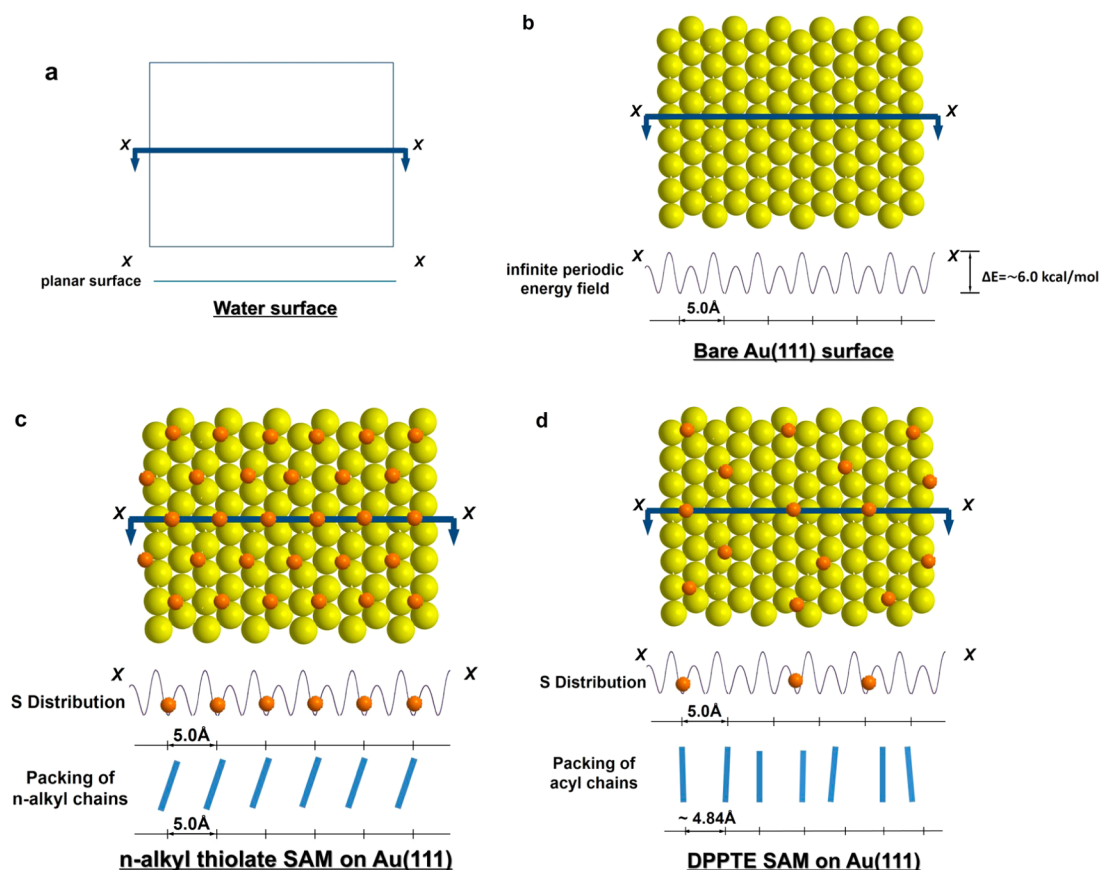 a
x x
x x
planar surface
Water surface
b
X X
X X
infinite periodic
energy field
ΔE=~6.0 kcal/mol
5.0Å
Bare Au(111) surface
c
X X
X X
S Distribution
5.0Å
Packing of
n-alkyl chains
5.0Å
n-alkyl thiolate SAM on Au(111)
d
X X
X X
S Distribution
5.0Å
Packing of
acyl chains
~ 4.84Å
DPPTE SAM on Au(111)